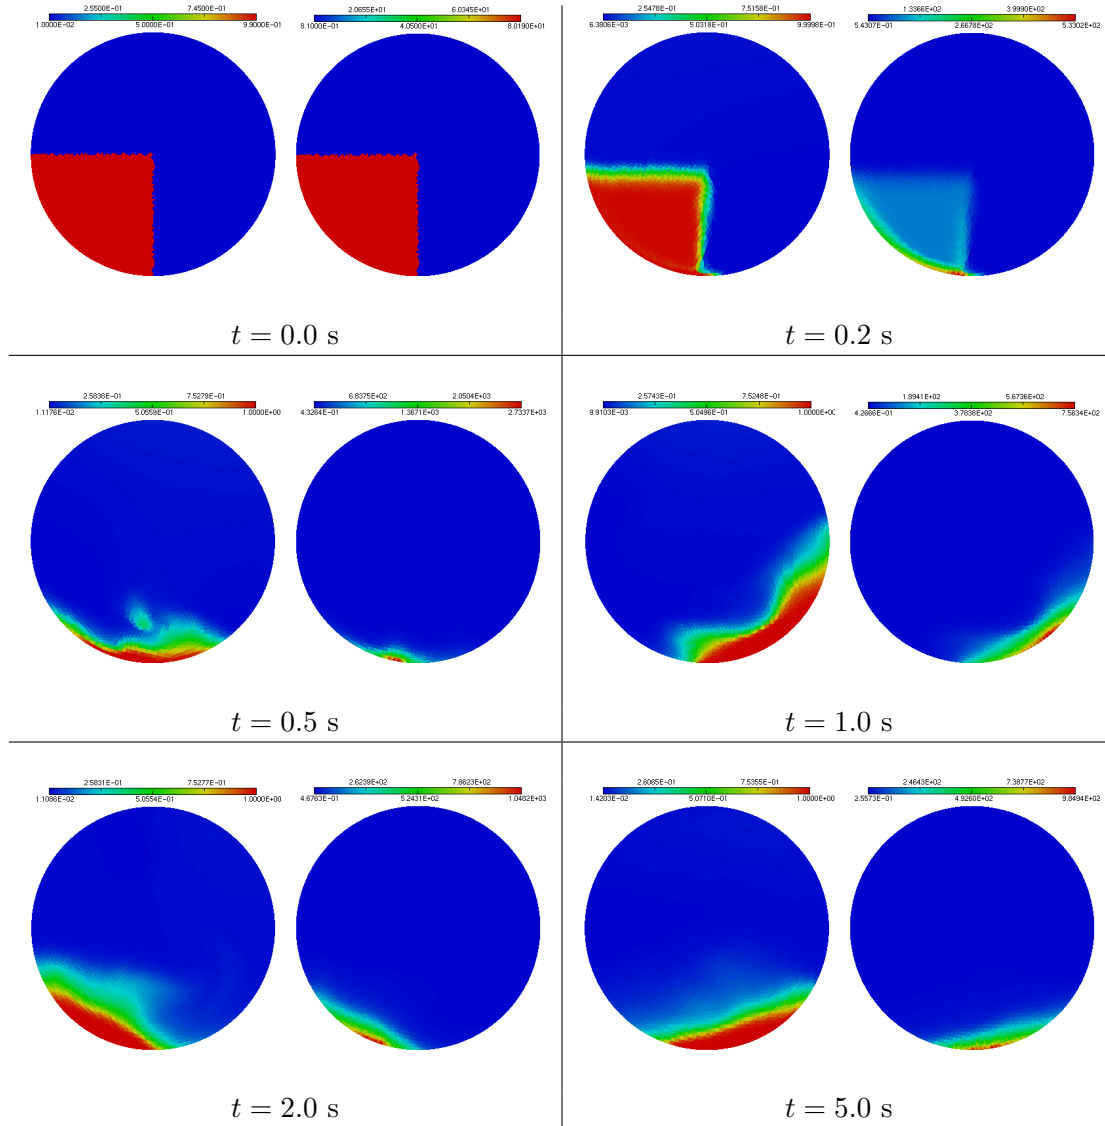 2.5500E-01 7.4500E-01
1.0000E-02 5.0000E-01 9.9000E-01
2.0655E+01 6.0345E+01
8.1000E-01 4.0500E+01 8.0190E+01
2.5478E-01 7.5158E-01
6.3806E-03 5.0318E-01 9.9998E-01
1.3366E+02 3.9990E+02
5.4307E-01 2.6678E+02 5.3302E+02
t = 0.0 s
t = 0.2 s
2.5838E-01 7.5279E-01
1.1176E-02 5.0559E-01 1.0000E+00
6.8375E+02 2.0504E+03
4.3264E-01 1.3671E+03 2.7337E+03
2.5743E-01 7.5248E-01
9.9103E-03 5.0496E-01 1.0000E+00
1.8941E+02 5.6736E+02
4.2666E-01 3.7838E+02 7.5634E+02
t = 0.5 s
t = 1.0 s
2.5831E-01 7.5277E-01
1.1086E-02 5.0554E-01 1.0000E+00
2.6239E+02 7.8623E+02
4.6763E-01 5.2431E+02 1.0482E+03
2.6065E-01 7.5355E-01
1.4203E-02 5.0710E-01 1.0000E+00
2.4643E+02 7.3877E+02
2.5573E-01 4.9260E+02 9.8494E+02
t = 2.0 s
t = 5.0 s